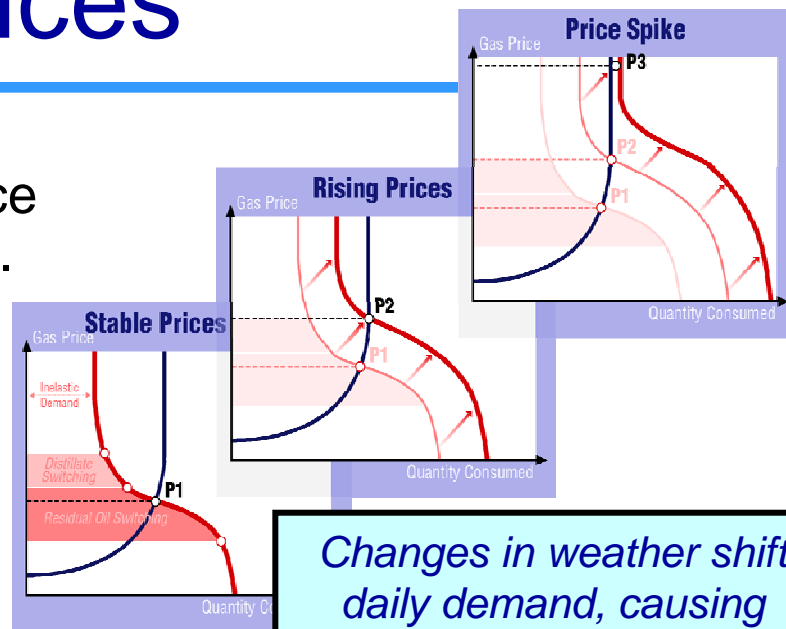 ices
ce
.
Price Spike
Gas Price
P3
P2
P1
Quantity Consumed
Rising Prices
Gas Price
P2
P1
Quantity Consumed
Stable Prices
Gas Price
Inelastic
Demand
Distillate
Switching
P1
Residual Oil Switching
Quantity Co
Changes in weather shift
daily demand, causing